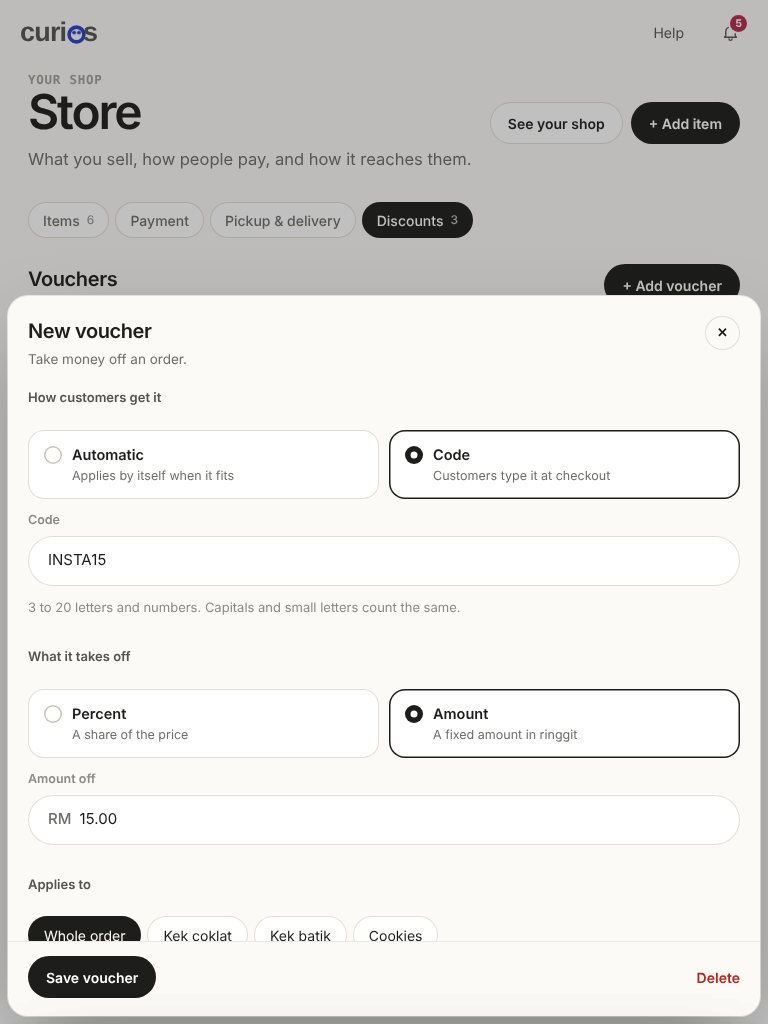 curios
Help
5
YOUR SHOP
Store
See your shop
+ Add item
What you sell, how people pay, and how it reaches them.
Items 6
Payment
Pickup & delivery
Discounts 3
Vouchers
+ Add voucher
New voucher
Take money off an order.
How customers get it
Automatic
Applies by itself when it fits
Code
Customers type it at checkout
Code
INSTA15
3 to 20 letters and numbers. Capitals and small letters count the same.
What it takes off
Percent
A share of the price
Amount
A fixed amount in ringgit
Amount off
RM 15.00
Applies to
Whole order
Kek coklat
Kek batik
Cookies
Save voucher
Delete